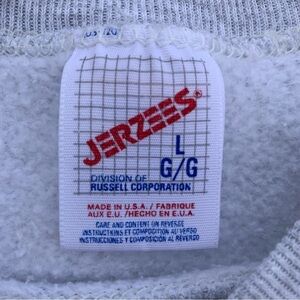 JERZEES®
L
G/G
DIVISION OF
RUSSELL CORPORATION
MADE IN U.S.A. / FABRIQUE
AUX E.U. / HECHO EN E.U.A.
CARE AND CONTENT ON REVERSE
INSTRUCTIONS ET COMPOSITION AU VERSO
INSTRUCCIONES Y COMPOSICIÓN AL REVERSO